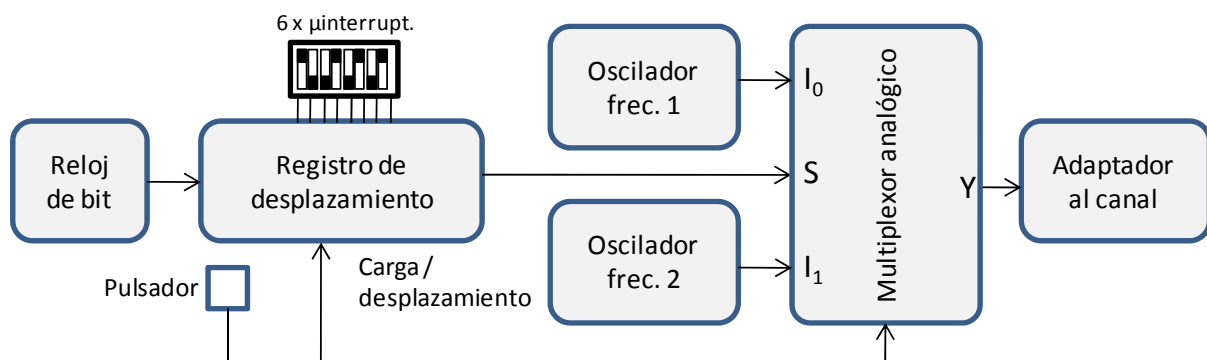 6 x µinterrupt.
Reloj
de bit
Registro de
desplazamiento
Oscilador
frec. 1
Oscilador
frec. 2
I₀
S
I₁
Multiplexor analógico
Y
Adaptador
al canal
Pulsador
Carga /
desplazamiento